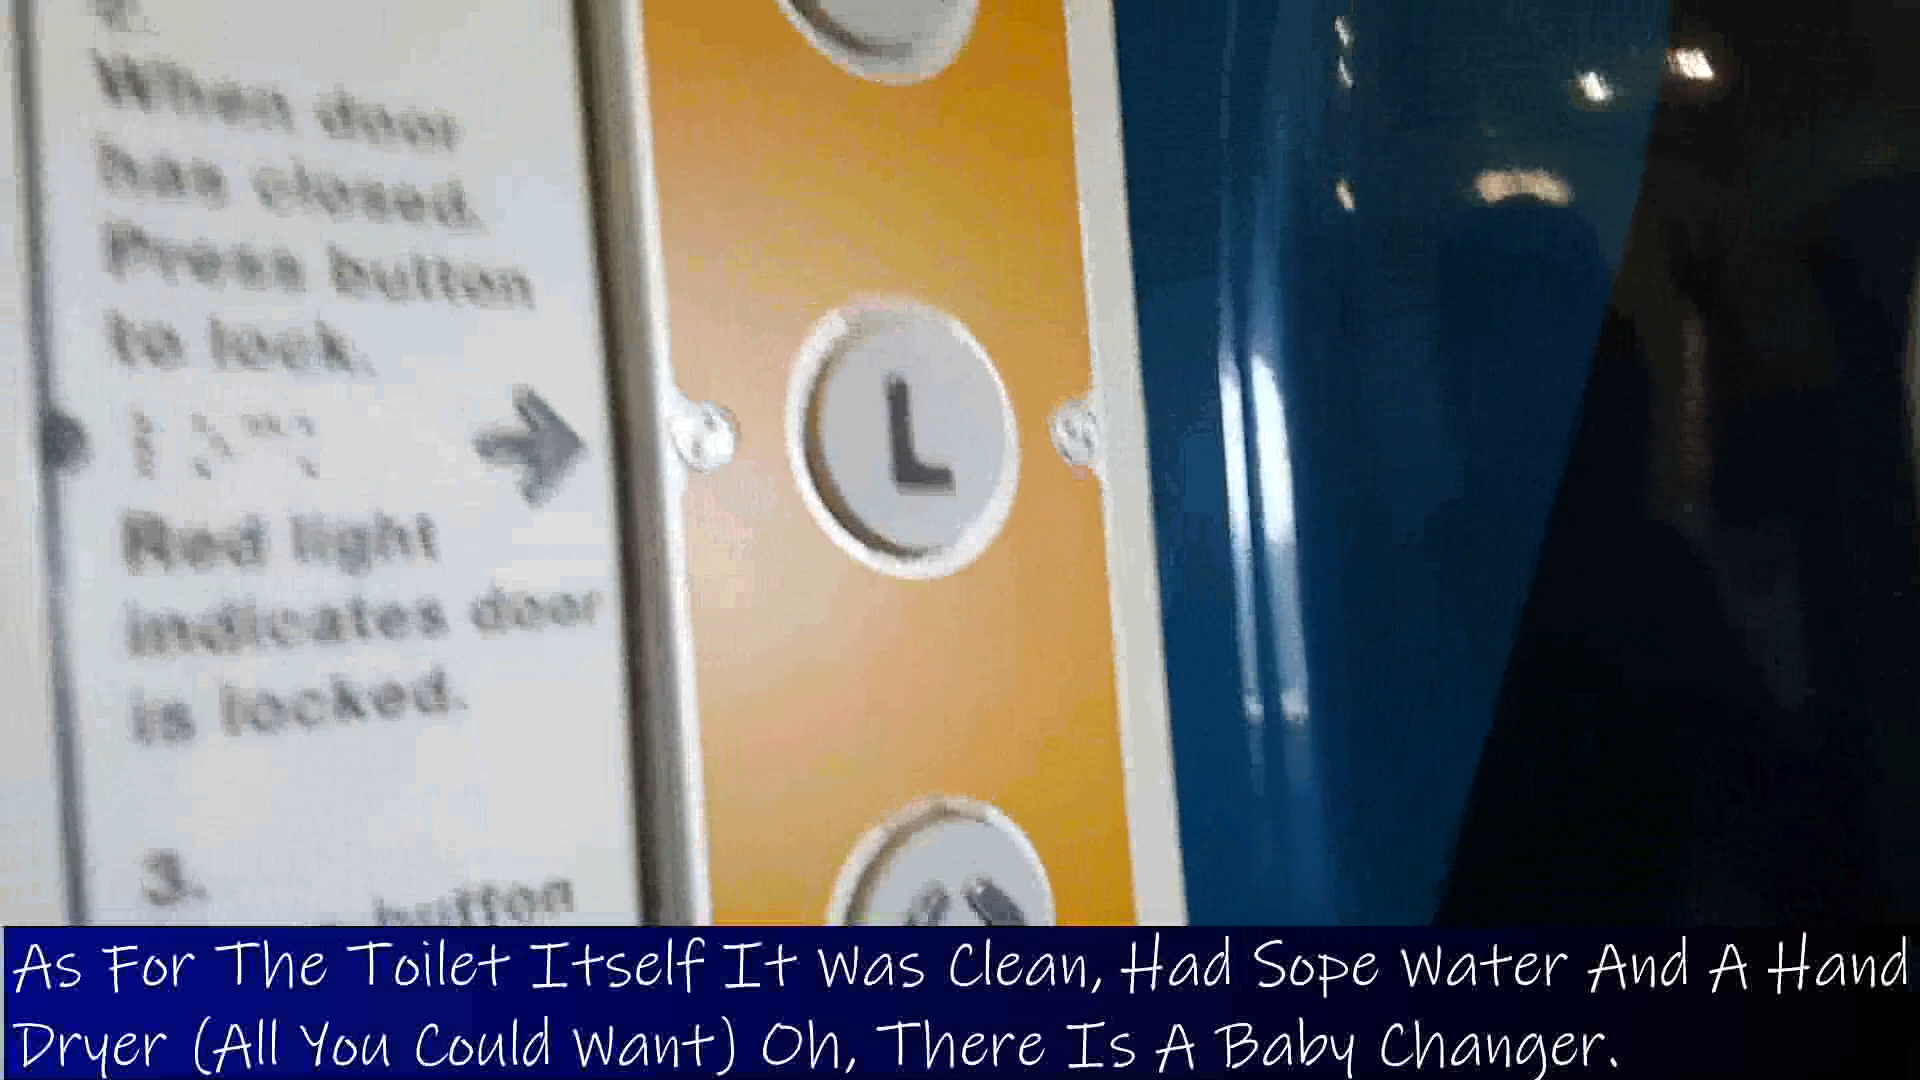 2.
When door
has closed.
Press button
to lock.
L
Red light
indicates door
is locked.
3.
button
As For The Toilet Itself It Was Clean, Had Sope Water And A Hand
Dryer (All You Could Want) Oh, There Is A Baby Changer.